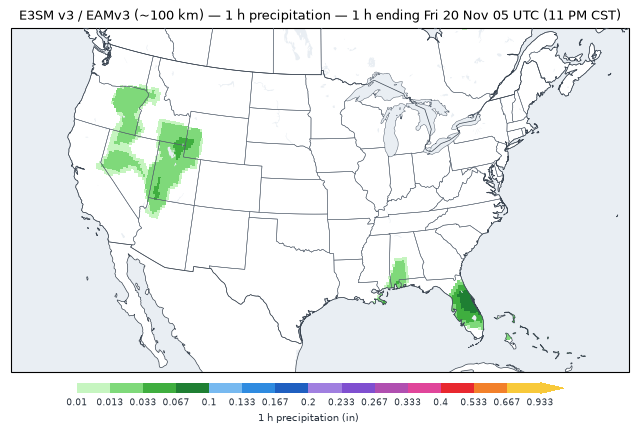 E3SM v3 / EAMv3 (~100 km) — 1 h precipitation — 1 h ending Fri 20 Nov 05 UTC (11 PM CST)
0.01 0.013 0.033 0.067 0.1 0.133 0.167 0.2 0.233 0.267 0.333 0.4 0.533 0.667 0.933
1 h precipitation (in)